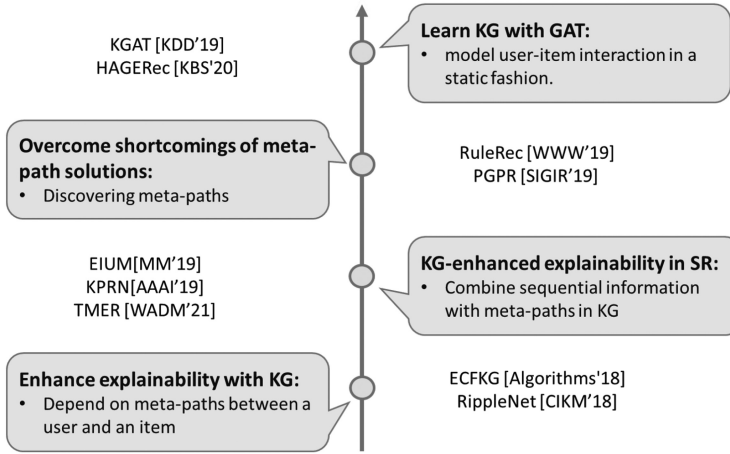 KGAT [KDD’19]
HAGERec [KBS'20]
Learn KG with GAT:
• model user-item interaction in a
static fashion.
Overcome shortcomings of meta-
path solutions:
• Discovering meta-paths
RuleRec [WWW’19]
PGPR [SIGIR’19]
EIUM[MM’19]
KPRN[AAAI’19]
TMER [WADM’21]
KG-enhanced explainability in SR:
• Combine sequential information
with meta-paths in KG
Enhance explainability with KG:
• Depend on meta-paths between a
user and an item
ECFKG [Algorithms'18]
RippleNet [CIKM’18]